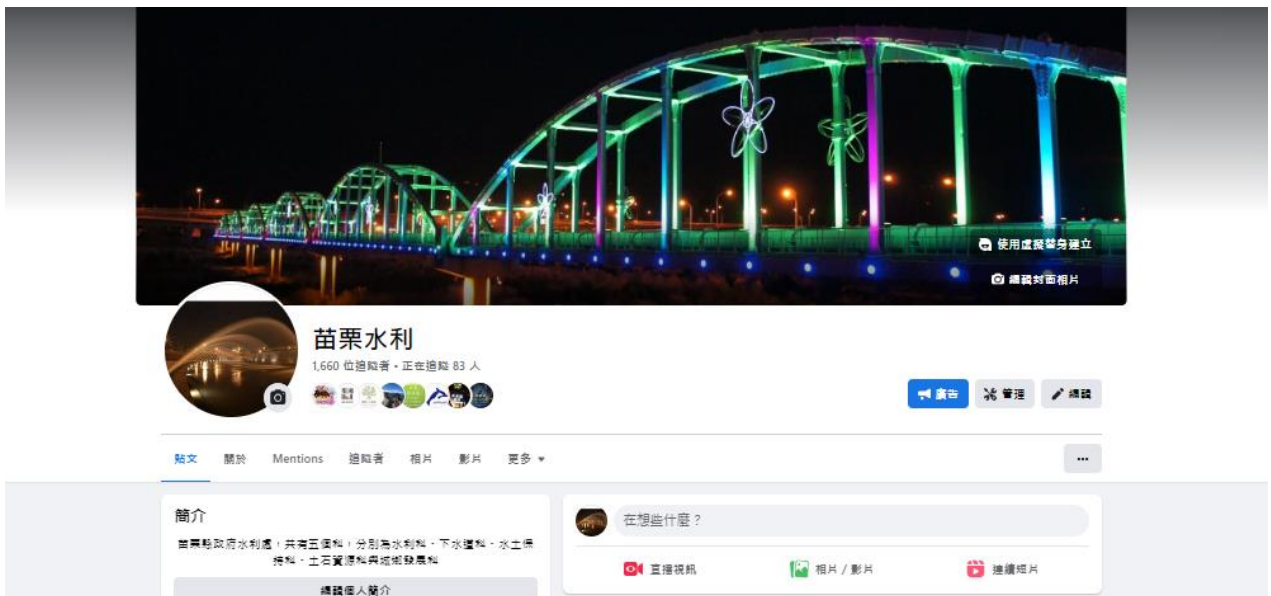 使用虛擬替身建立
編輯封面相片
苗栗水利
1,660 位追蹤者 • 正在追蹤 83 人
廣告
管理
編輯
貼文
關於
Mentions
追蹤者
相片
影片
更多
簡介
苗栗縣政府水利處，共有五個科，分別為水利科、下水道科、水土保
持科、土石資源科與城鄉發展科
編輯個人簡介
在想些什麼？
直播視訊
相片 / 影片
連續短片